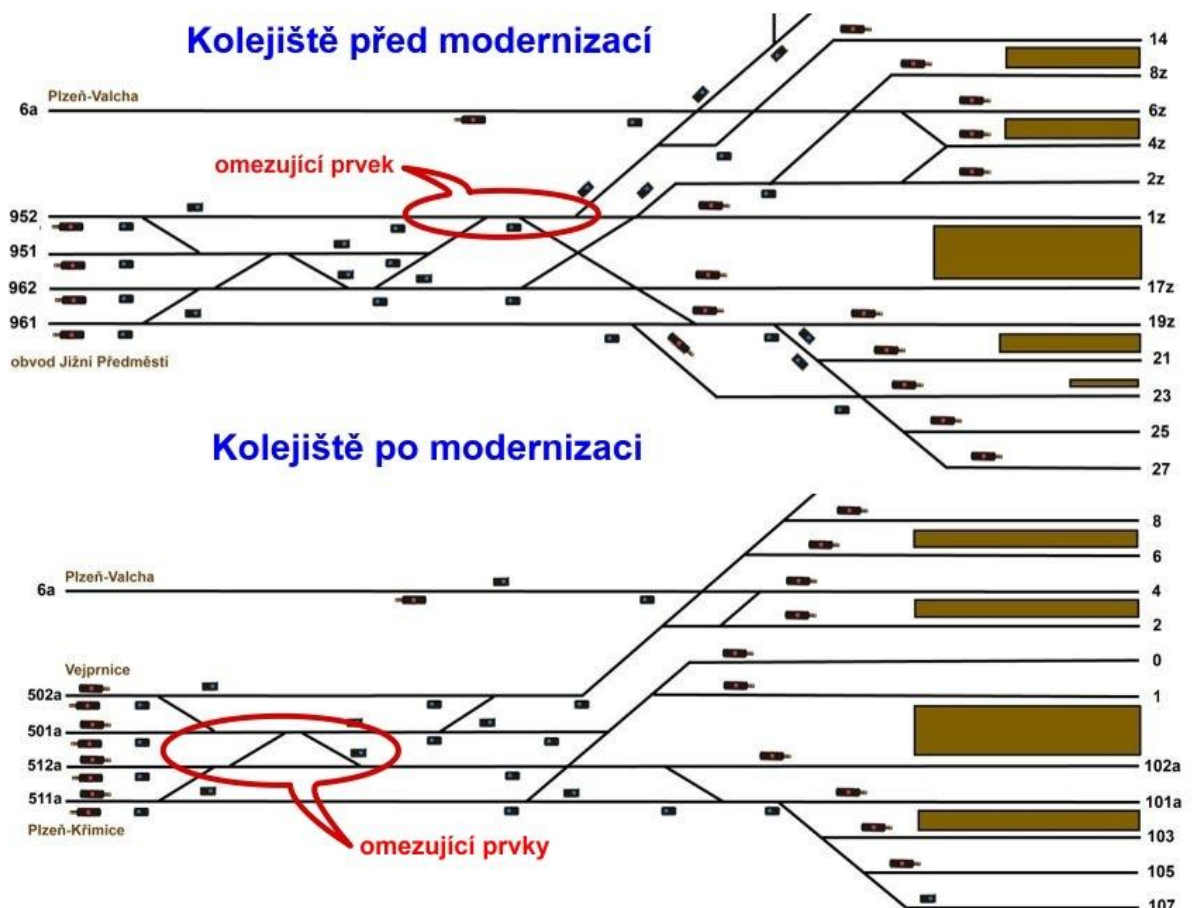 Kolejiště před modernizací
14
8z
Plzeň-Valcha
6a
6z
4z
omezující prvek
2z
952
1z
951
962
17z
961
19z
obvod Jižní Předměstí
21
23
25
Kolejiště po modernizaci
27
8
6
Plzeň-Valcha
6a
4
2
0
Vejprnice
502a
1
501a
512a
102a
511a
101a
Plzeň-Křimice
103
omezující prvky
105
107